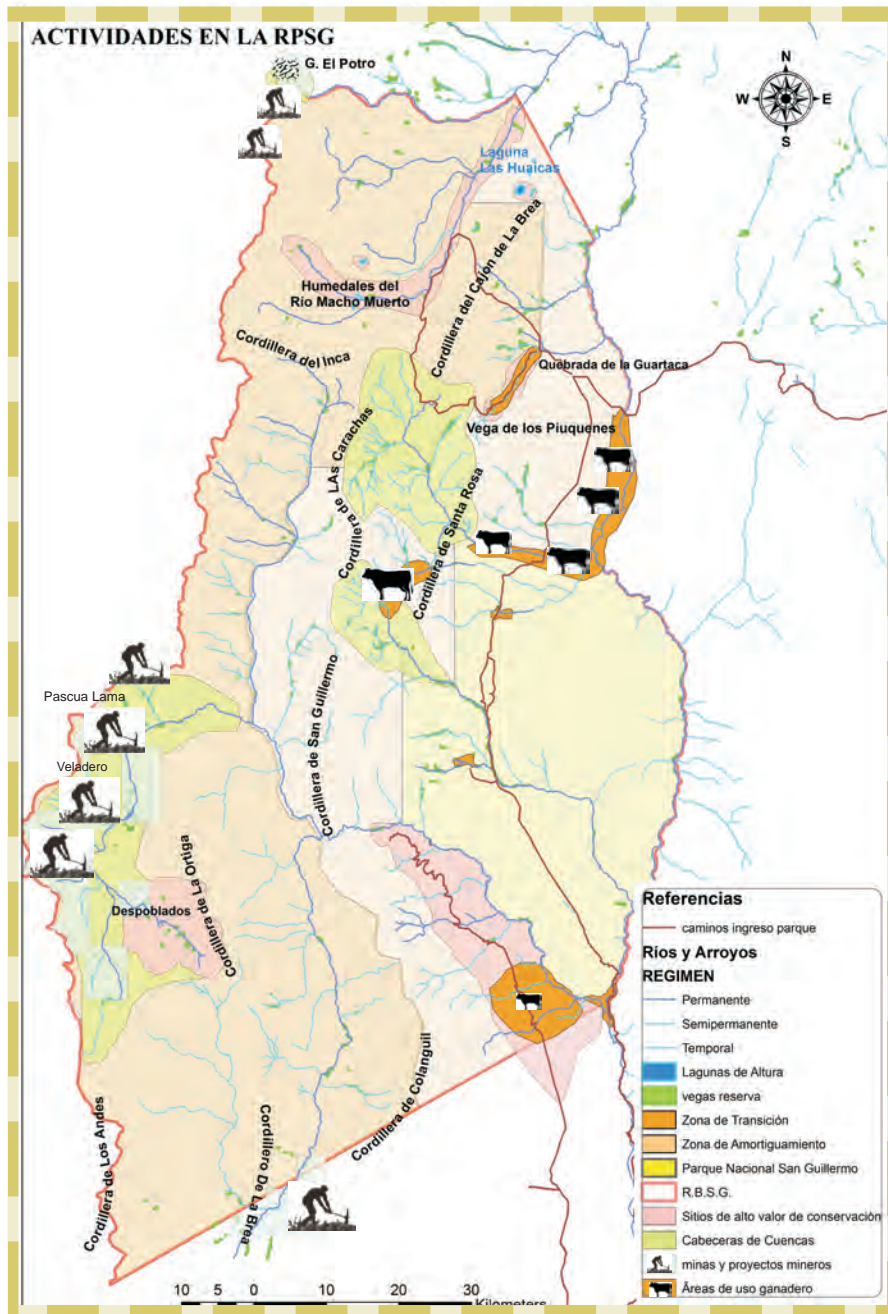 ACTIVIDADES EN LA RPSG
G. El Potro
N
W
E
S
Laguna
Las Huaicas
Humedales del
Río Macho Muerto
Cordillera del Cajón de La Brea
Cordillera del Inca
Quebrada de la Guartaca
Vega de los Piuquenes
Cordillera de LAs Carachas
Cordillera de Santa Rosa
Pascua Lama
Veladero
Cordillera de San Guillermo
Despoblados
Cordillera de La Ortiga
Cordillera de Colanguil
Cordillero De La Brea
Cordillera de Los Andes
Referencias
caminos ingreso parque
Ríos y Arroyos
REGIMEN
Permanente
Semipermanente
Temporal
Lagunas de Altura
vegas reserva
Zona de Transición
Zona de Amortiguamiento
Parque Nacional San Guillermo
R.B.S.G.
Sitios de alto valor de conservación
Cabeceras de Cuencas
minas y proyectos mineros
Áreas de uso ganadero
10 5 0 10 20 30
Kilometers